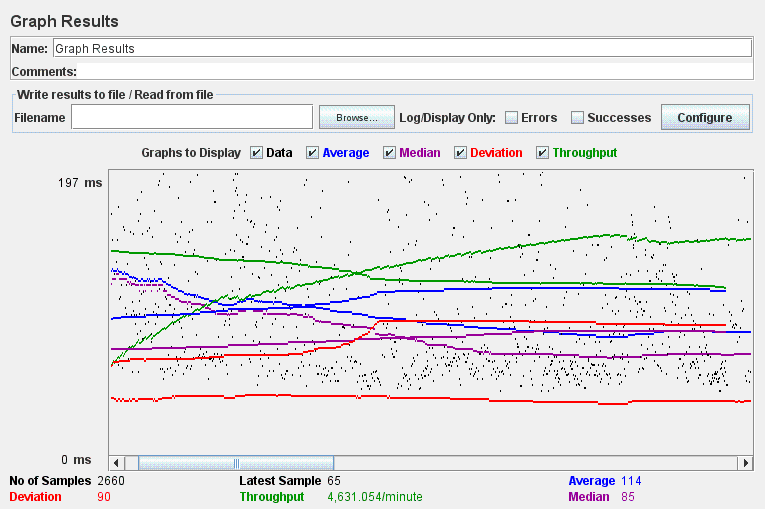 Graph Results
Name: Graph Results
Comments:
Write results to file / Read from file
Filename Browse... Log/Display Only: Errors Successes Configure
Graphs to Display Data Average Median Deviation Throughput
197 ms
0 ms
No of Samples 2660 Latest Sample 65 Average 114
Deviation 90 Throughput 4,631.054/minute Median 85